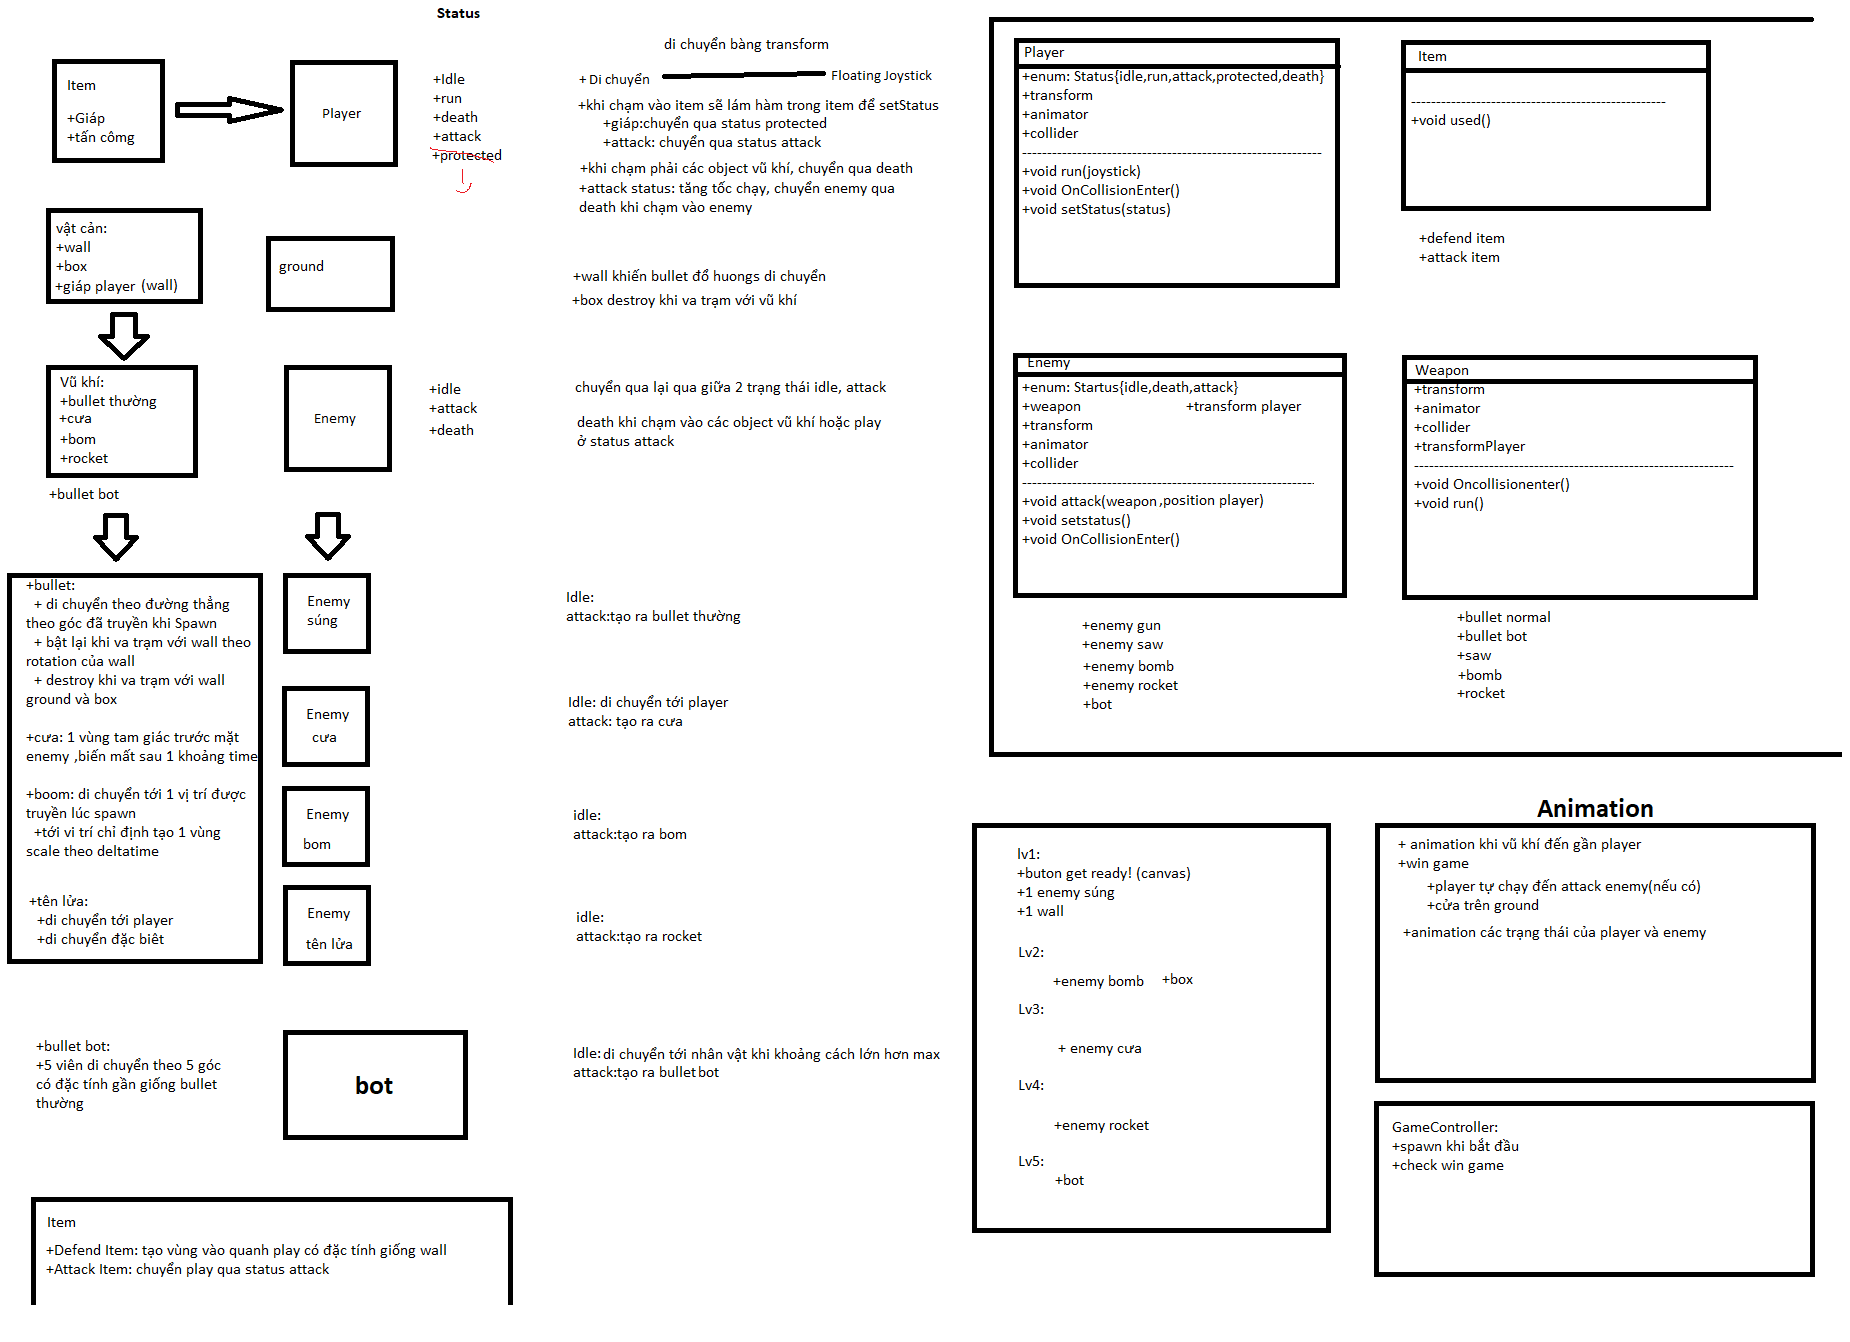 Status
Item
+Giáp
+tấn cômg
Player
+Idle
+run
+death
+attack
+protected
di chuyển bàng transform
+ Di chuyển
Floating Joystick
+khi chạm vào item sẽ lám hàm trong item để setStatus
+giáp:chuyển qua status protected
+attack: chuyển qua status attack
+khi chạm phải các object vũ khí, chuyển qua death
+attack status: tăng tốc chạy, chuyển enemy qua
death khi chạm vào enemy
vật cản:
+wall
+box
+giáp player (wall)
ground
+wall khiến bullet đổ huongs di chuyển
+box destroy khi va trạm với vũ khí
Vũ khí:
+bullet thường
+cưa
+bom
+rocket
+bullet bot
Enemy
+idle
+attack
+death
chuyển qua lại qua giữa 2 trạng thái idle, attack
death khi chạm vào các object vũ khí hoặc play
ở status attack
+bullet:
+ di chuyển theo đường thẳng
theo góc đã truyền khi Spawn
+ bật lại khi va trạm với wall theo
rotation của wall
+ destroy khi va trạm với wall
ground và box
+cưa: 1 vùng tam giác trước mặt
enemy ,biến mất sau 1 khoảng time
+boom: di chuyển tới 1 vị trí được
truyền lúc spawn
+tới vi trí chỉ định tạo 1 vùng
scale theo deltatime
+tên lửa:
+di chuyển tới player
+di chuyển đặc biêt
Enemy
súng
Idle:
attack:tạo ra bullet thường
Enemy
cưa
Idle: di chuyển tới player
attack: tạo ra cưa
Enemy
bom
idle:
attack:tạo ra bom
Enemy
tên lửa
idle:
attack:tạo ra rocket
+bullet bot:
+5 viên di chuyển theo 5 góc
có đặc tính gần giống bullet
thường
bot
Idle: di chuyển tới nhân vật khi khoảng cách lớn hơn max
attack:tạo ra bullet bot
Item
+Defend Item: tạo vùng vào quanh play có đặc tính giống wall
+Attack Item: chuyển play qua status attack
Player
+enum: Status{idle,run,attack,protected,death}
+transform
+animator
+collider
+void run(joystick)
+void OnCollisionEnter()
+void setStatus(status)
Item
+void used()
+defend item
+attack item
Enemy
+enum: Startus{idle,death,attack}
+weapon +transform player
+transform
+animator
+collider
+void attack(weapon ,position player)
+void setstatus()
+void OnCollisionEnter()
+enemy gun
+enemy saw
+enemy bomb
+enemy rocket
+bot
Weapon
+transform
+animator
+collider
+transformPlayer
+void Oncollisionenter()
+void run()
+bullet normal
+bullet bot
+saw
+bomb
+rocket
lv1:
+buton get ready! (canvas)
+1 enemy súng
+1 wall
Lv2:
+enemy bomb +box
Lv3:
+ enemy cưa
Lv4:
+enemy rocket
Lv5:
+bot
Animation
+ animation khi vũ khí đến gần player
+win game
+player tự chạy đến attack enemy(nếu có)
+cửa trên ground
+animation các trạng thái của player và enemy
GameController:
+spawn khi bắt đầu
+check win game